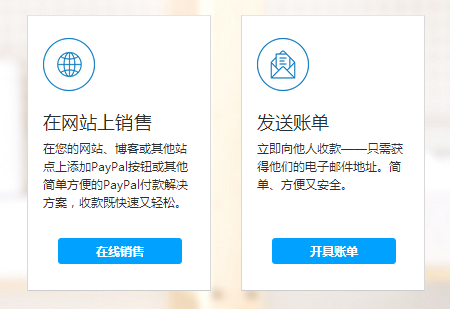 在网站上销售
在您的网站、博客或其他站
点上添加PayPal按钮或其他
简单方便的PayPal付款解决
方案，收款既快速又轻松。
在线销售
发送账单
立即向他人收款——只需获
得他们的电子邮件地址。简
单、方便又安全。
开具账单